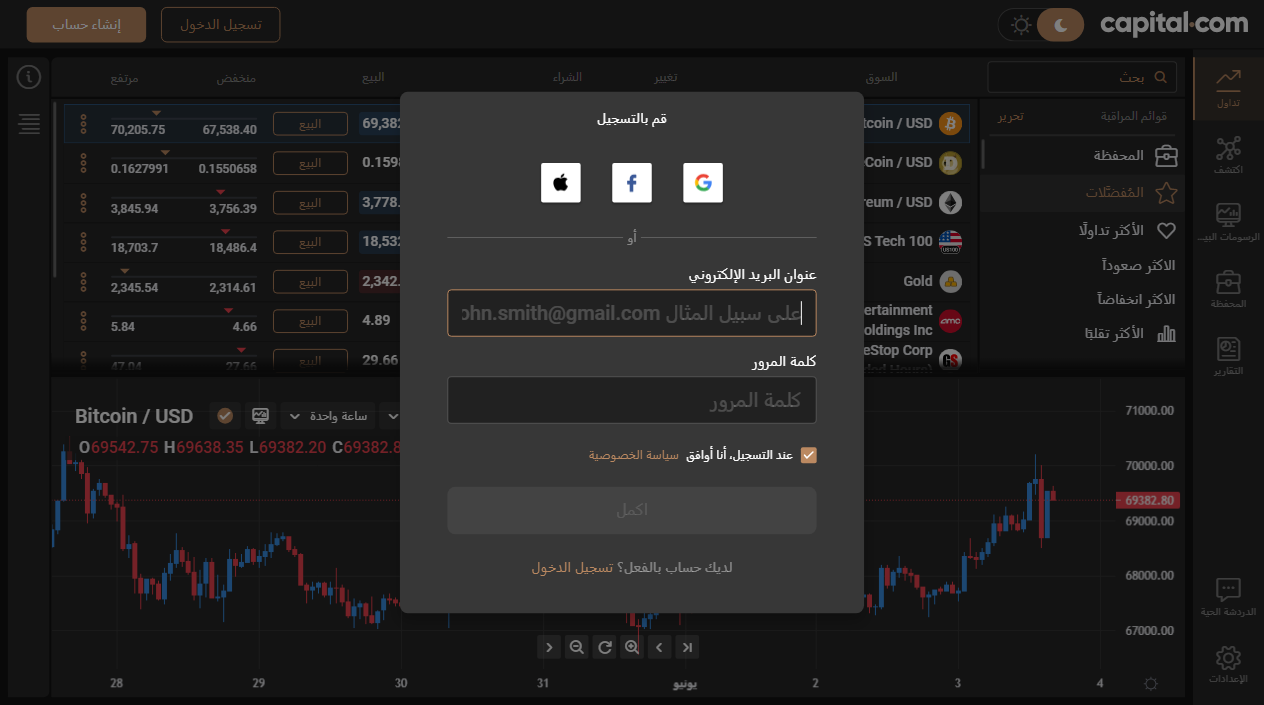 capital.com
تسجيل الدخول
إنشاء حساب
بحث
السوق
تغيير
الشراء
البيع
منخفض
مرتفع
تداول
اكتشف
الرسومات البيـ...
المحفظة
التقارير
الدردشة الحية
الإعدادات
قوائم المراقبة
تحرير
المحفظة
المُفضَّلات
الأكثر تداولًا
الاكثر صعوداً
الاكثر انخفاضاً
الأكثر تقلبًا
tcoin / USD
69,382
البيع
67,538.40
70,205.75
Coin / USD
0.1598
البيع
0.1550658
0.1627991
reum / USD
3,778.
البيع
3,756.39
3,845.94
S Tech 100
18,532
البيع
18,486.4
18,703.7
Gold
2,342.
البيع
2,314.61
2,345.54
ertainment
oldings Inc
4.89
البيع
4.66
5.84
eStop Corp
29.66
البيع
27.66
47.04
قم بالتسجيل
أو
عنوان البريد الإلكتروني
على سبيل المثال ohn.smith@gmail.com
كلمة المرور
كلمة المرور
عند التسجيل، أنا أوافق سياسة الخصوصية
اكمل
لديك حساب بالفعل؟ تسجيل الدخول
Bitcoin / USD
ساعة واحدة
O69542.75 H69638.35 L69382.20 C69382.8
71000.00
70000.00
69382.80
69000.00
68000.00
67000.00
28
29
30
31
يونيو
2
3
4